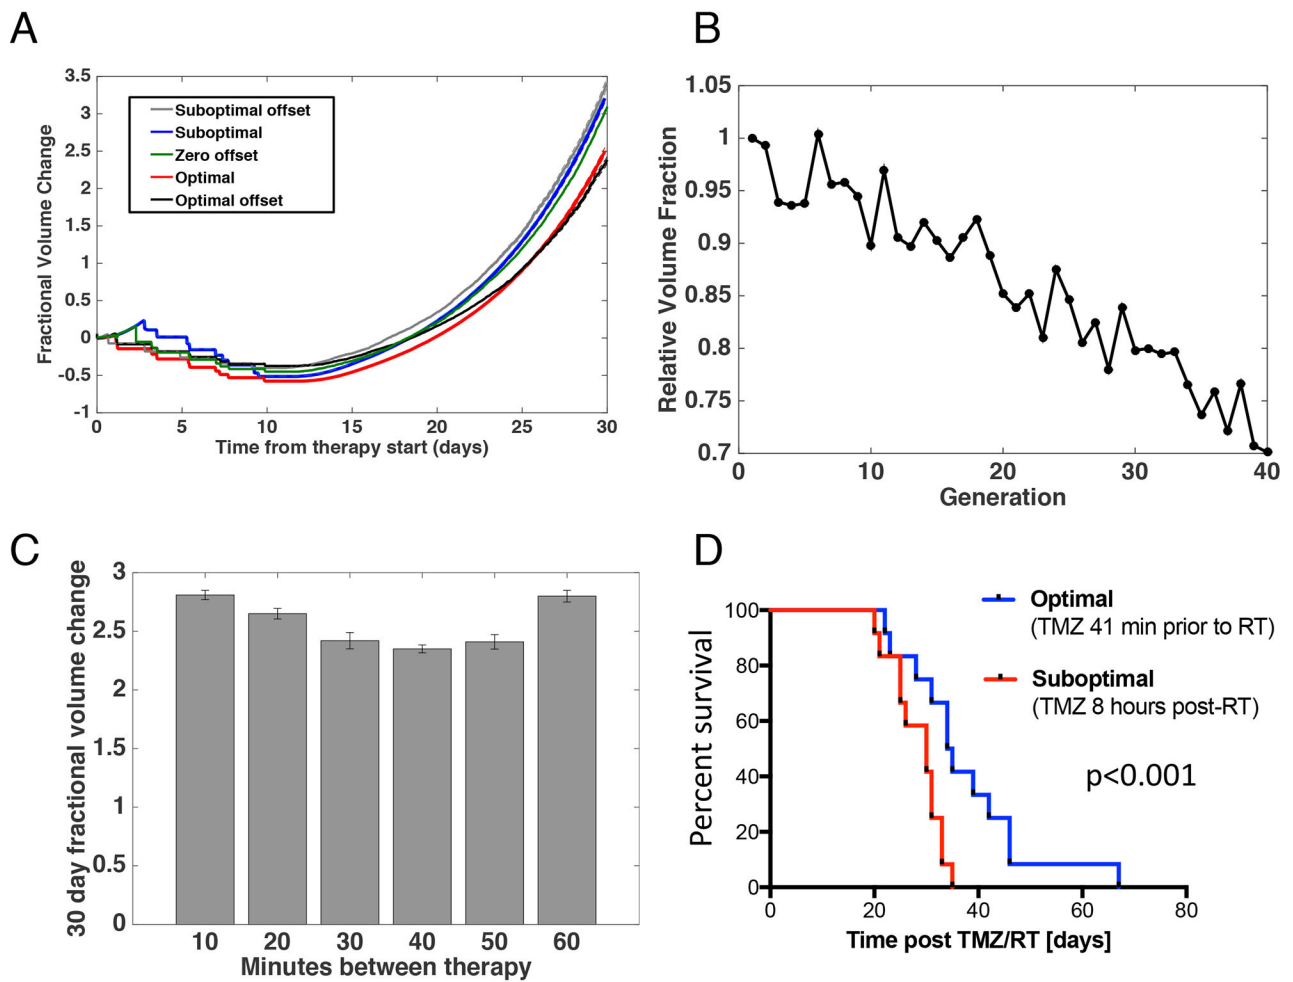 A
Fractional Volume Change
3.5
3
2.5
2
1.5
1
0.5
0
-0.5
-1
Suboptimal offset
Suboptimal
Zero offset
Optimal
Optimal offset
0 5 10 15 20 25 30
Time from therapy start (days)
B
Relative Volume Fraction
1.05
1
0.95
0.9
0.85
0.8
0.75
0.7
0 10 20 30 40
Generation
C
30 day fractional volume change
3
2.5
2
1.5
1
0.5
0
10 20 30 40 50 60
Minutes between therapy
D
Percent survival
100
80
60
40
20
0
Optimal
(TMZ 41 min prior to RT)
Suboptimal
(TMZ 8 hours post-RT)
p<0.001
0 20 40 60 80
Time post TMZ/RT [days]